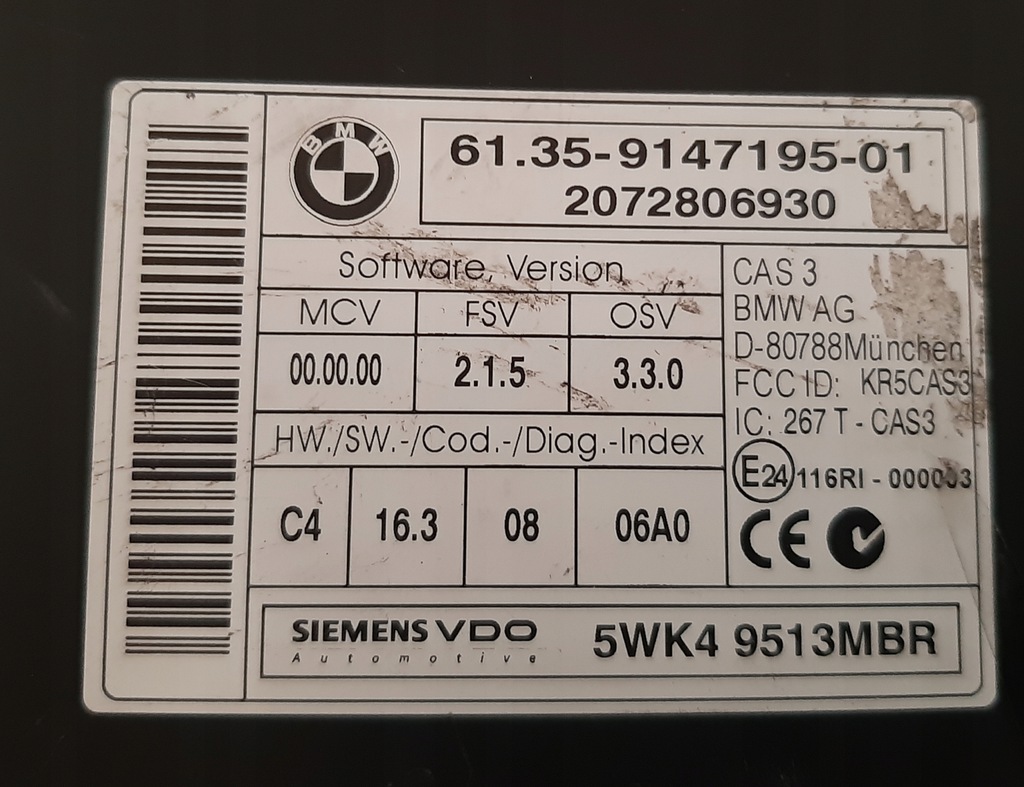 BMW
61.35-9147195-01
2072806930
Software, Version
MCV FSV OSV
00.00.00 2.1.5 3.3.0
HW./SW.-/Cod.-/Diag.-Index
C4 16.3 08 06A0
CAS 3
BMW AG
D-80788München
FCC ID: KR5CAS3
IC: 267 T - CAS3
E24 116RI - 000003
CE
SIEMENS VDO
Automotive
5WK4 9513MBR